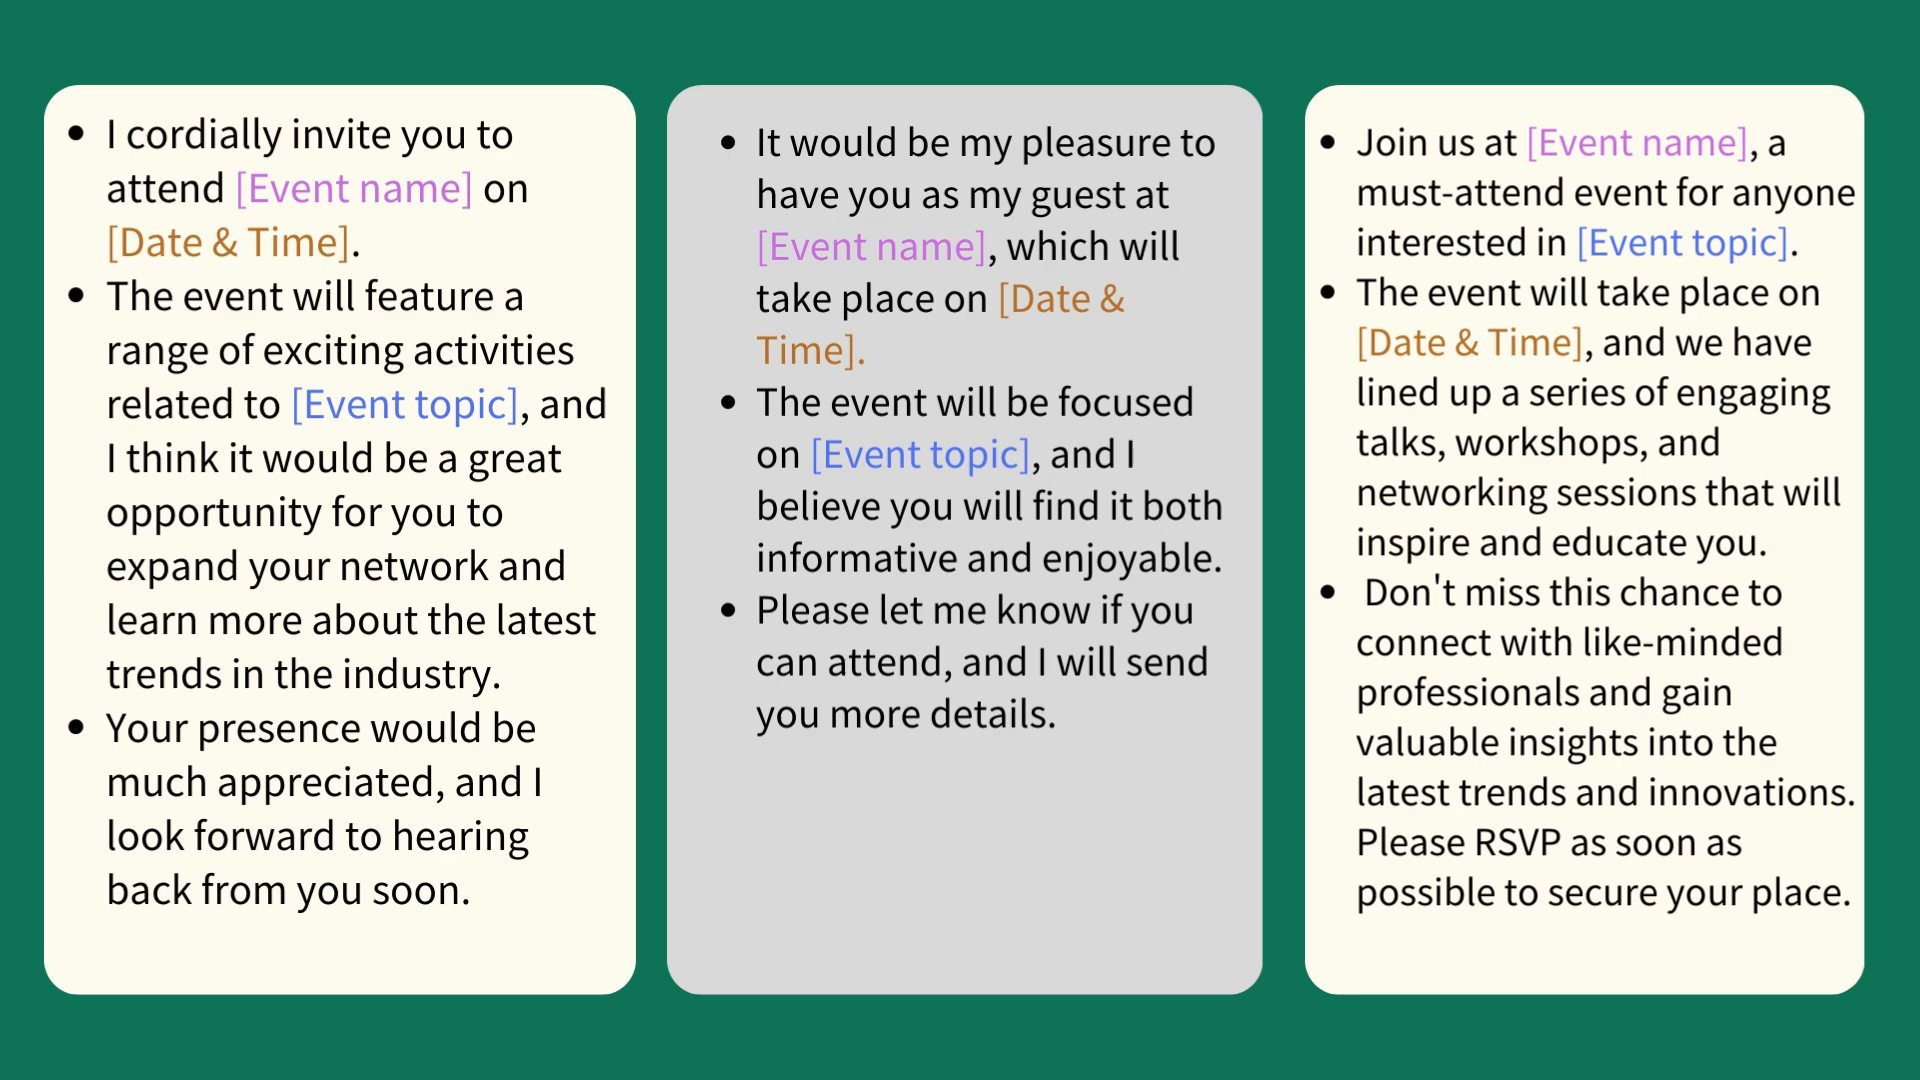 • I cordially invite you to
attend [Event name] on
[Date & Time].
• The event will feature a
range of exciting activities
related to [Event topic], and
I think it would be a great
opportunity for you to
expand your network and
learn more about the latest
trends in the industry.
• Your presence would be
much appreciated, and I
look forward to hearing
back from you soon.
• It would be my pleasure to
have you as my guest at
[Event name], which will
take place on [Date &
Time].
• The event will be focused
on [Event topic], and I
believe you will find it both
informative and enjoyable.
• Please let me know if you
can attend, and I will send
you more details.
• Join us at [Event name], a
must-attend event for anyone
interested in [Event topic].
• The event will take place on
[Date & Time], and we have
lined up a series of engaging
talks, workshops, and
networking sessions that will
inspire and educate you.
• Don't miss this chance to
connect with like-minded
professionals and gain
valuable insights into the
latest trends and innovations.
Please RSVP as soon as
possible to secure your place.